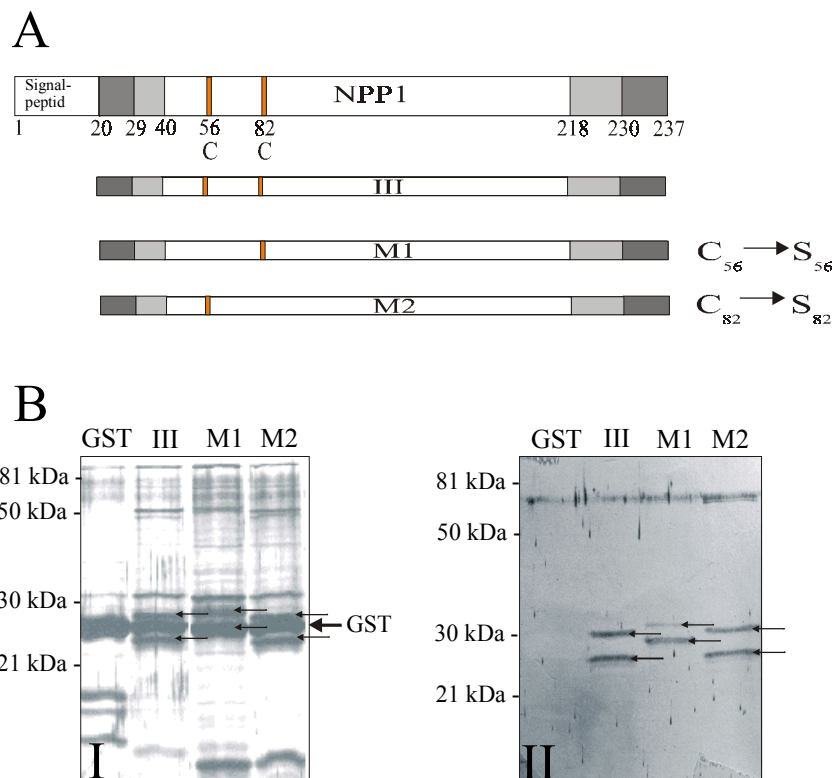 A
Signal-
peptid
NPP1
1 20 29 40 56 82 218 230 237
C C
III
M1 C56 S56
M2 C82 S82
B
GST III M1 M2
81 kDa -
50 kDa -
30 kDa -
GST
21 kDa -
I
GST III M1 M2
81 kDa -
50 kDa -
30 kDa -
21 kDa -
II